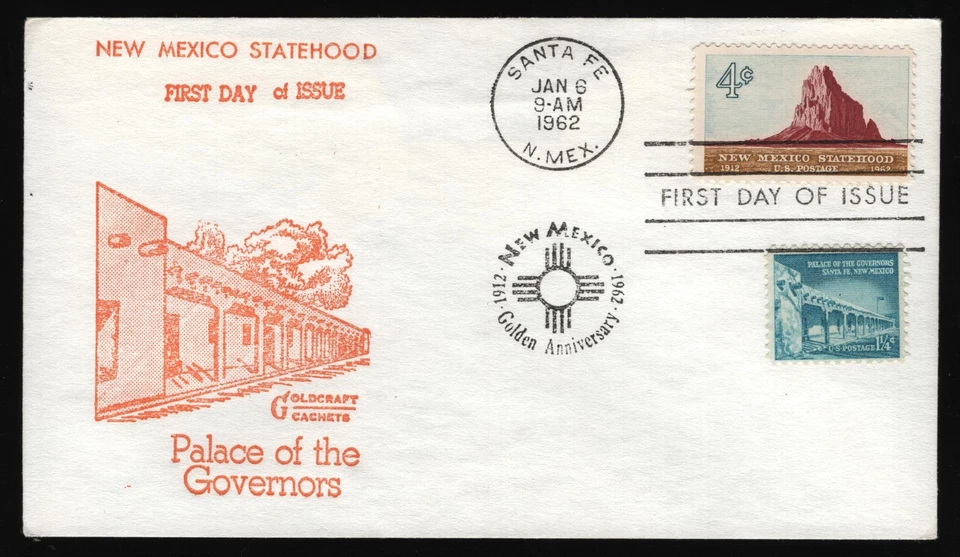 NEW MEXICO STATEHOOD
FIRST DAY of ISSUE
SANTA FE
JAN 6
9-AM
1962
N. MEX.
4¢
NEW MEXICO STATEHOOD
1912 U.S. POSTAGE 1962
FIRST DAY OF ISSUE
NEW MEXICO
·1912· ·1962·
Golden Anniversary
PALACE OF THE GOVERNORS
SANTA FE, NEW MEXICO
U·S·POSTAGE 1¼¢
GOLDCRAFT
CACHETS
Palace of the
Governors